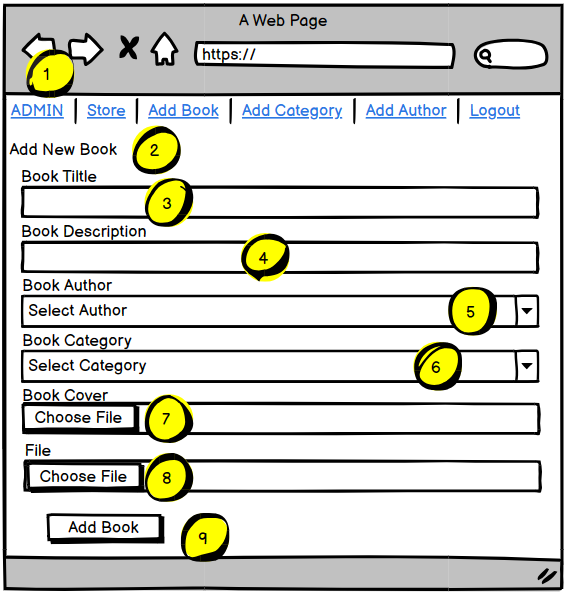 A Web Page
https://
1
ADMIN Store Add Book Add Category Add Author Logout
Add New Book 2
Book Tiltle
3
Book Description
4
Book Author
Select Author 5
Book Category
Select Category 6
Book Cover
Choose File 7
File
Choose File 8
Add Book 9